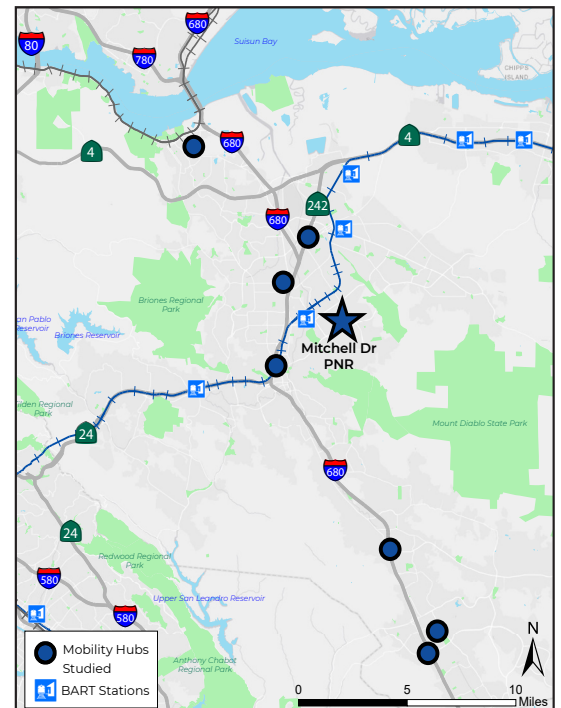 680
80
Suisun Bay
780
CHIPPS
ISLAND
4
680
4
242
680
Briones Regional
Park
an Pablo
Reservoir
Briones Reservoir
Mitchell Dr
PNR
Regional
Park
24
Mount Diablo State Park
680
24
Redwood Regional
Park
580
Upper San Leandro Reservoir
580
Anthony Chabot
Regional Park
Mobility Hubs
Studied
BART Stations
N
0
5
10
Miles